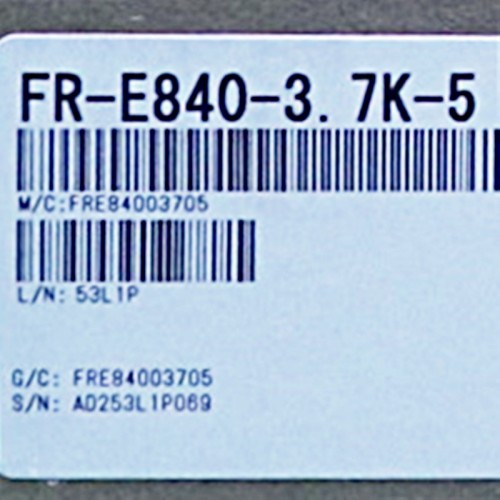 FR-E840-3.7K-5
M/C:FRE84003705
L/N: 53L1P
G/C: FRE84003705
S/N: AD253L1P069